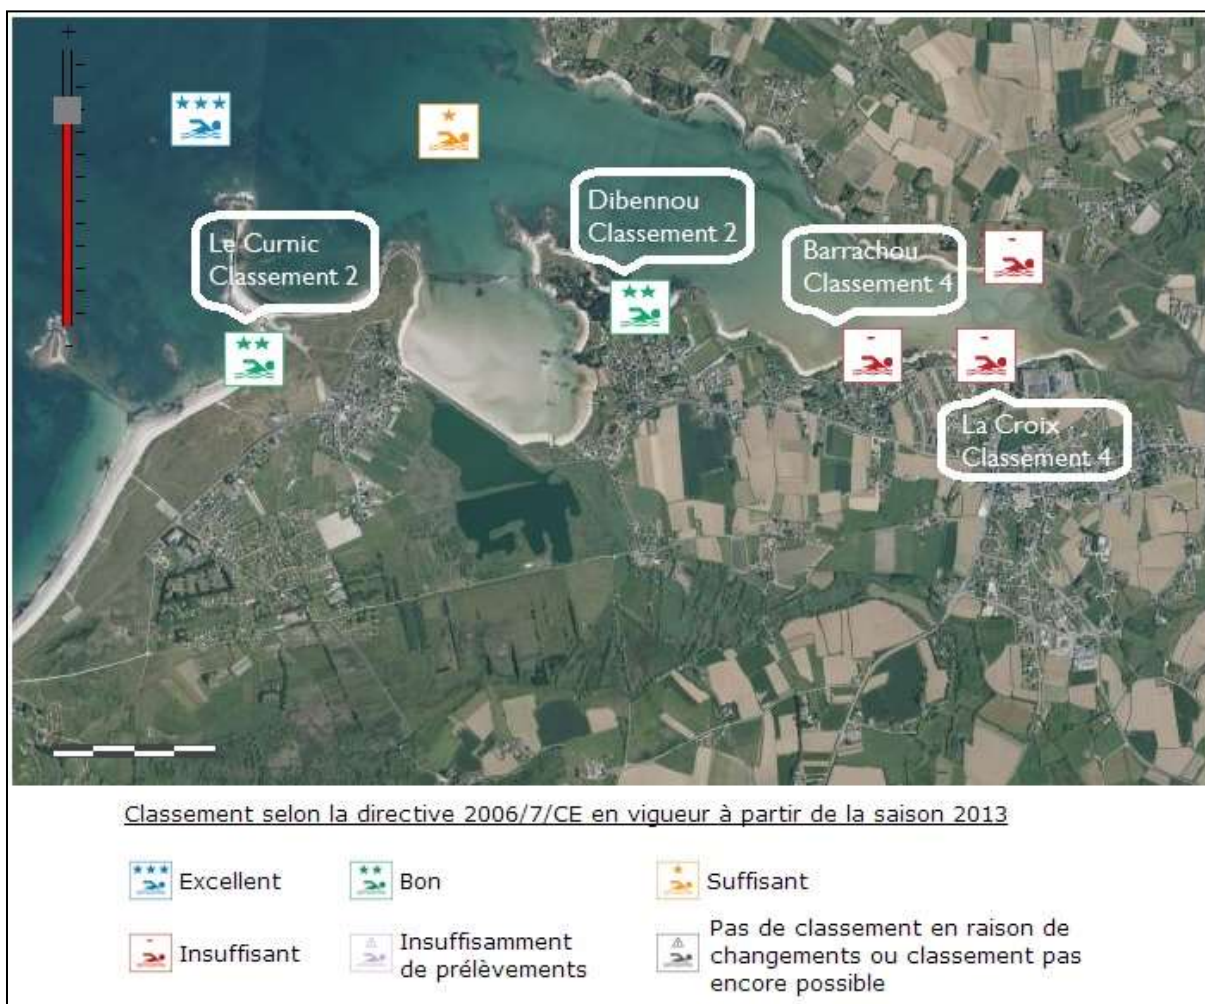 Le Curnic
Classement 2
Dibennou
Classement 2
Barrachou
Classement 4
La Croix
Classement 4
Classement selon la directive 2006/7/CE en vigueur à partir de la saison 2013
Excellent
Bon
Suffisant
Insuffisant
Insuffisamment
de prélèvements
Pas de classement en raison de
changements ou classement pas
encore possible